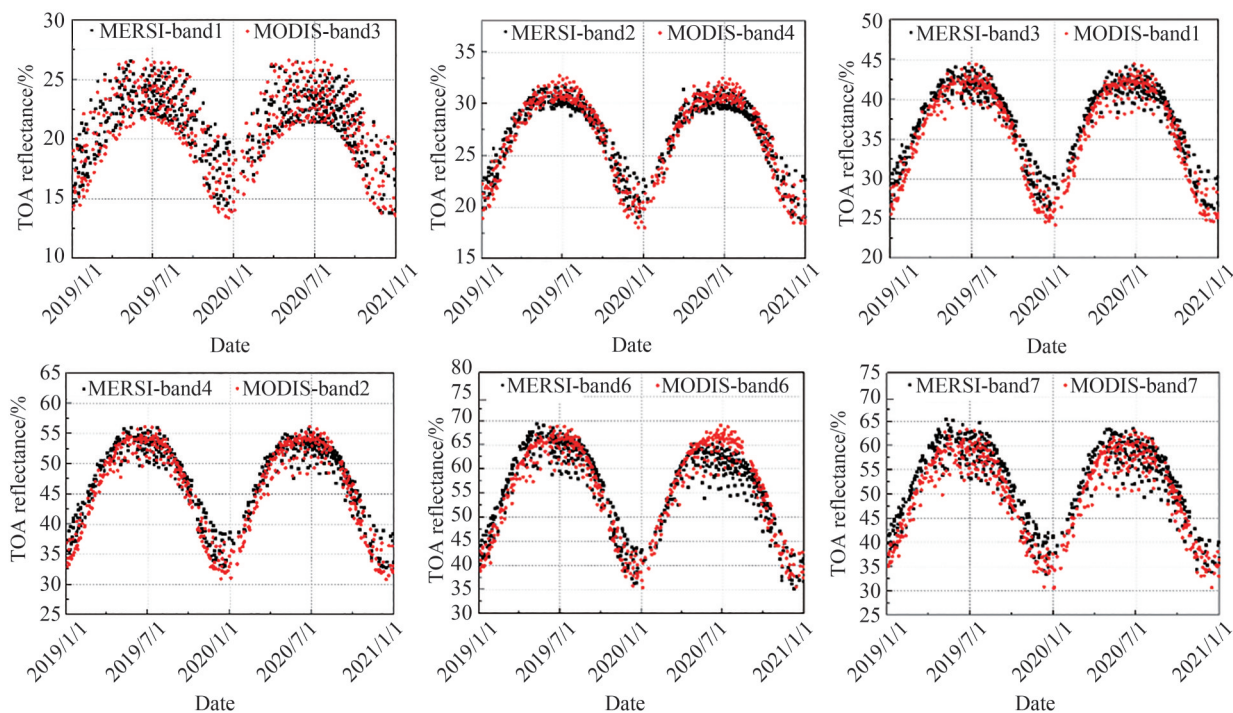 MERSI-band1 MODIS-band3
TOA reflectance/%
30
25
20
15
10
2019/1/1 2019/7/1 2020/1/1 2020/7/1 2021/1/1
Date
MERSI-band2 MODIS-band4
TOA reflectance/%
35
30
25
20
15
2019/1/1 2019/7/1 2020/1/1 2020/7/1 2021/1/1
Date
MERSI-band3 MODIS-band1
TOA reflectance/%
50
45
40
35
30
25
20
2019/1/1 2019/7/1 2020/1/1 2020/7/1 2021/1/1
Date
MERSI-band4 MODIS-band2
TOA reflectance/%
65
60
55
50
45
40
35
30
25
2019/1/1 2019/7/1 2020/1/1 2020/7/1 2021/1/1
Date
MERSI-band6 MODIS-band6
TOA reflectance/%
80
75
70
65
60
55
50
45
40
35
30
2019/1/1 2019/7/1 2020/1/1 2020/7/1 2021/1/1
Date
MERSI-band7 MODIS-band7
TOA reflectance/%
75
70
65
60
55
50
45
40
35
30
25
2019/1/1 2019/7/1 2020/1/1 2020/7/1 2021/1/1
Date